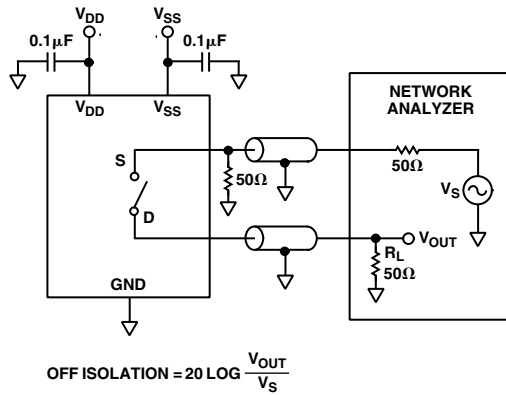 VDD
VSS
0.1µF
0.1µF
VDD
VSS
NETWORK
ANALYZER
S
50Ω
50Ω
VS
D
VOUT
RL
50Ω
GND
OFF ISOLATION = 20 LOG VOUT/VS